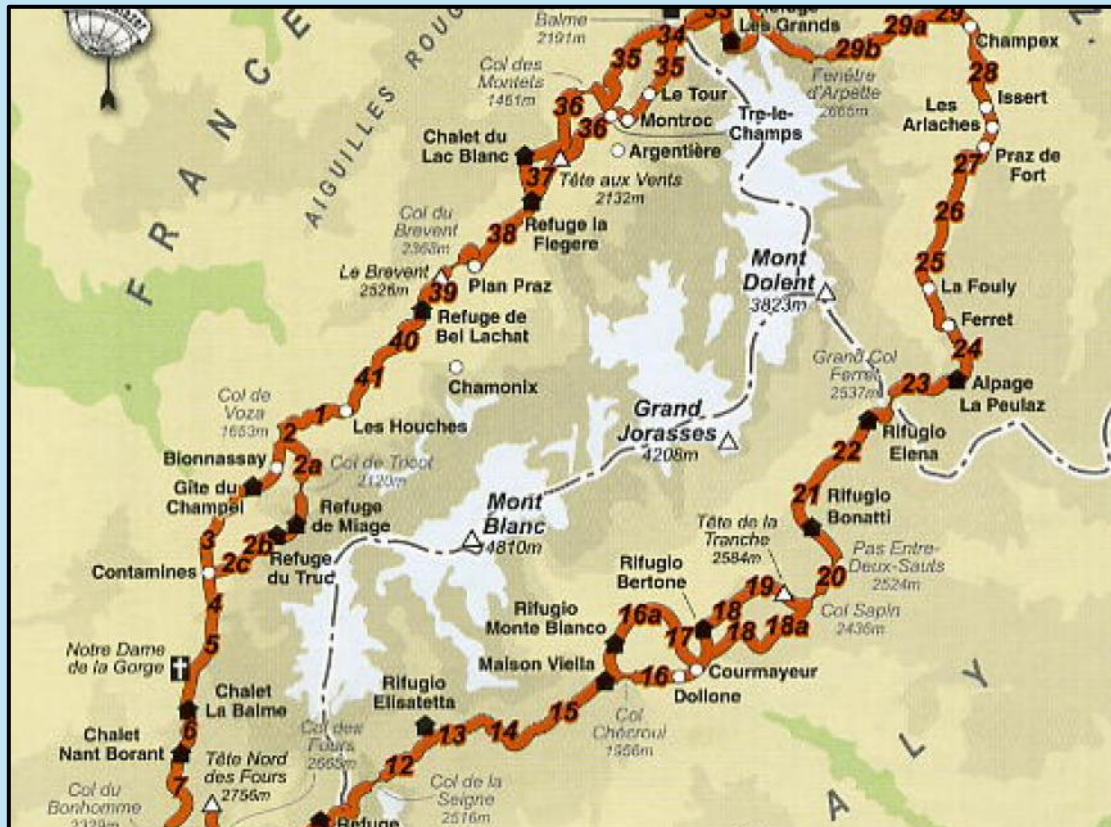 Balme
2191m
33
Refuge
Les Grands
29
29a
29b
Champex
34
35
35
28
Col des
Montets
1461m
Fenêtre
d'Arpette
2665m
Issert
Les
Arlaches
Le Tour
Montroc
Tre-le-
Champs
36
36
Argentière
Chalet du
Lac Blanc
27
Praz de
Fort
37
Tête aux Vents
2132m
FRANCE
AIGUILLES ROUG
Refuge la
Flegere
26
Col du
Brevent
2368m
38
Le Brevent
2526m
Plan Praz
39
Mont
Dolent
3823m
25
La Fouly
Refuge de
Bel Lachat
Ferret
40
24
Chamonix
Grand Col
Ferret
2537m
23
Alpage
La Peulaz
41
Col de
Voza
1653m
1
Les Houches
2
Grand
Jorasses
4208m
Rifugio
Elena
22
Bionnassay
2a
Col de Tricot
2120m
Gîte du
Champel
Refuge
de Miage
Mont
Blanc
4810m
21
Rifugio
Bonatti
Tête de la
Tranche
2584m
3
2b
2c
Refuge
du Truc
Contamines
Pas Entre-
Deux-Sauts
2524m
20
Rifugio
Bertone
19
4
16a
18
Col Sapin
2436m
Rifugio
Monte Blanco
17
18
18a
5
Notre Dame
de la Gorge
Maison Viella
16
Courmayeur
Dollone
Chalet
La Balme
Rifugio
Elisatetta
15
Col
Chécroui
1956m
6
Chalet
Nant Borant
Col des
Fours
2665m
13
14
7
Tête Nord
des Fours
2756m
12
Col de la
Seigne
2516m
Col du
Bonhomme
2329m
Refuge
A L Y